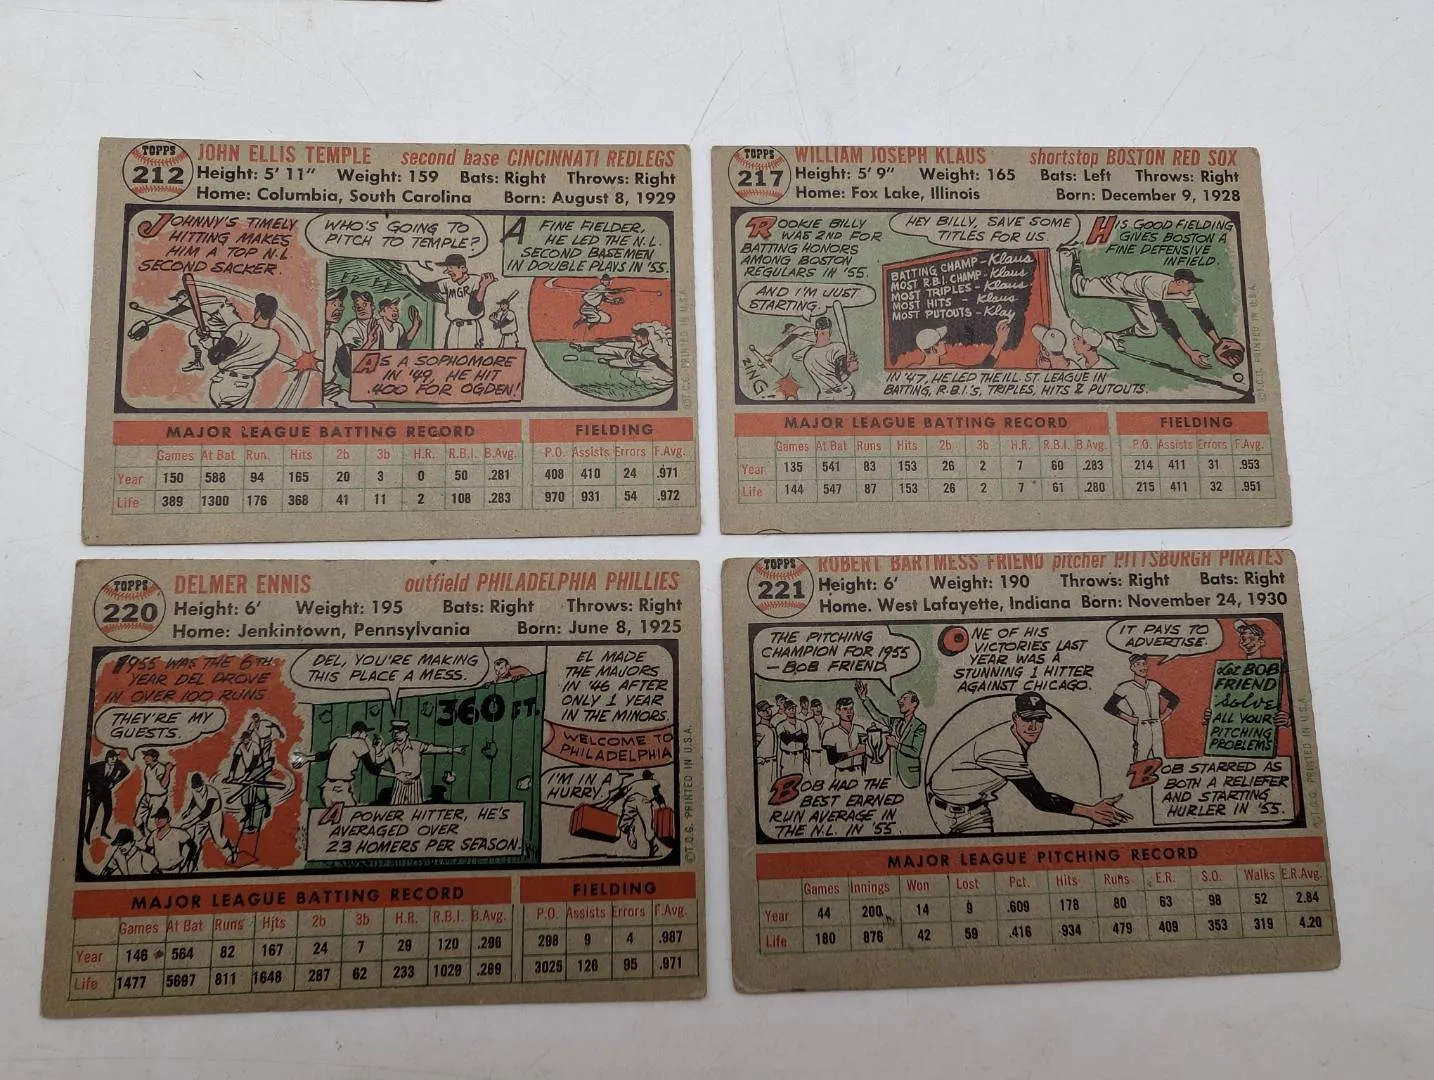 TOPPS
212
JOHN ELLIS TEMPLE second base CINCINNATI REDLEGS
Height: 5' 11" Weight: 159 Bats: Right Throws: Right
Home: Columbia, South Carolina Born: August 8, 1929
JOHNNY'S TIMELY
HITTING MAKES
HIM A TOP N.L.
SECOND SACKER.
WHO'S GOING TO
PITCH TO TEMPLE?
MGR
AS A SOPHOMORE
IN '49, HE HIT
.400 FOR OGDEN!
A FINE FIELDER,
HE LED THE N.L.
SECOND BASEMEN
IN DOUBLE PLAYS IN '55.
©T.C.G. PRINTED IN U.S.A.
MAJOR LEAGUE BATTING RECORD FIELDING
Games At Bat Run. Hits 2b 3b H.R. R.B.I. B.Avg. P.O. Assists Errors F.Avg.
Year 150 588 94 165 20 3 0 50 .281 408 410 24 .971
Life 389 1300 176 368 41 11 2 108 .283 970 931 54 .972
TOPPS
217
WILLIAM JOSEPH KLAUS shortstop BOSTON RED SOX
Height: 5' 9" Weight: 165 Bats: Left Throws: Right
Home: Fox Lake, Illinois Born: December 9, 1928
ROOKIE BILLY
WAS 2ND FOR
BATTING HONORS
AMONG BOSTON
REGULARS IN '55.
AND I'M JUST
STARTING.
ZING!
HEY BILLY, SAVE SOME
TITLES FOR US.
BATTING CHAMP - Klaus
MOST R.B.I. CHAMP - Klaus
MOST TRIPLES - Klaus
MOST HITS - Klaus
MOST PUTOUTS - Klay
IN '47, HE LED THE ILL. ST. LEAGUE IN
BATTING, R.B.I.'S, TRIPLES, HITS & PUTOUTS.
HIS GOOD FIELDING
GIVES BOSTON A
FINE DEFENSIVE
INFIELD.
©T.C.G. PRINTED IN U.S.A.
MAJOR LEAGUE BATTING RECORD FIELDING
Games At Bat Runs Hits 2b 3b H.R. R.B.I. B.Avg. P.O. Assists Errors F.Avg.
Year 135 541 83 153 26 2 7 60 .283 214 411 31 .953
Life 144 547 87 153 26 2 7 61 .280 215 411 32 .951
TOPPS
220
DELMER ENNIS outfield PHILADELPHIA PHILLIES
Height: 6' Weight: 195 Bats: Right Throws: Right
Home: Jenkintown, Pennsylvania Born: June 8, 1925
1955 WAS THE 6TH
YEAR DEL DROVE
IN OVER 100 RUNS
THEY'RE MY
GUESTS.
DEL, YOU'RE MAKING
THIS PLACE A MESS.
360 FT.
A POWER HITTER, HE'S
AVERAGED OVER
23 HOMERS PER SEASON.
EL MADE
THE MAJORS
IN '46 AFTER
ONLY 1 YEAR
IN THE MINORS.
WELCOME TO
PHILADELPHIA
I'M IN A
HURRY.
©T.C.G. PRINTED IN U.S.A.
MAJOR LEAGUE BATTING RECORD FIELDING
Games At Bat Runs Hits 2b 3b H.R. R.B.I. B.Avg. P.O. Assists Errors F.Avg.
Year 146 564 82 167 24 7 29 120 .296 298 9 4 .987
Life 1477 5697 811 1648 287 62 233 1029 .289 3025 126 95 .971
TOPPS
221
ROBERT BARTMESS FRIEND pitcher PITTSBURGH PIRATES
Height: 6' Weight: 190 Throws: Right Bats: Right
Home. West Lafayette, Indiana Born: November 24, 1930
THE PITCHING
CHAMPION FOR 1955
— BOB FRIEND
BOB HAD THE
BEST EARNED
RUN AVERAGE IN
THE N.L. IN '55.
ONE OF HIS
VICTORIES LAST
YEAR WAS A
STUNNING 1 HITTER
AGAINST CHICAGO.
IT PAYS TO
ADVERTISE.
Let BOB
FRIEND
Solve
ALL YOUR
PITCHING
PROBLEMS
BOB STARRED AS
BOTH A RELIEFER
AND STARTING
HURLER IN '55.
©T.C.G. PRINTED IN U.S.A.
MAJOR LEAGUE PITCHING RECORD
Games Innings Won Lost Pct. Hits Runs E.R. S.O. Walks E.R.Avg.
Year 44 200 14 9 .609 178 80 63 98 52 2.84
Life 180 876 42 59 .416 934 479 409 353 319 4.20